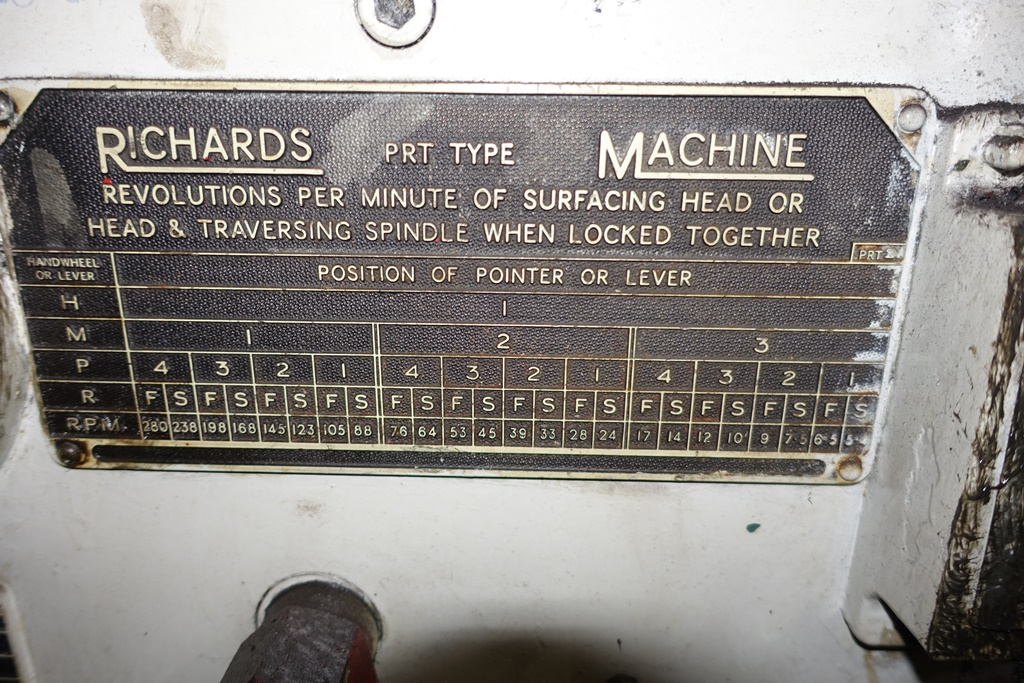 RICHARDS PRT TYPE MACHINE
REVOLUTIONS PER MINUTE OF SURFACING HEAD OR
HEAD & TRAVERSING SPINDLE WHEN LOCKED TOGETHER
PRT
HANDWHEEL
OR LEVER
POSITION OF POINTER OR LEVER
H 1
M 1 2 3
P 4 3 2 1 4 3 2 1 4 3 2 1
R F S F S F S F S F S F S F S F S F S F S F S F S
R.P.M. 280 238 198 168 145 123 105 88 76 64 53 45 39 33 28 24 17 14 12 10 9 7·5 6·5